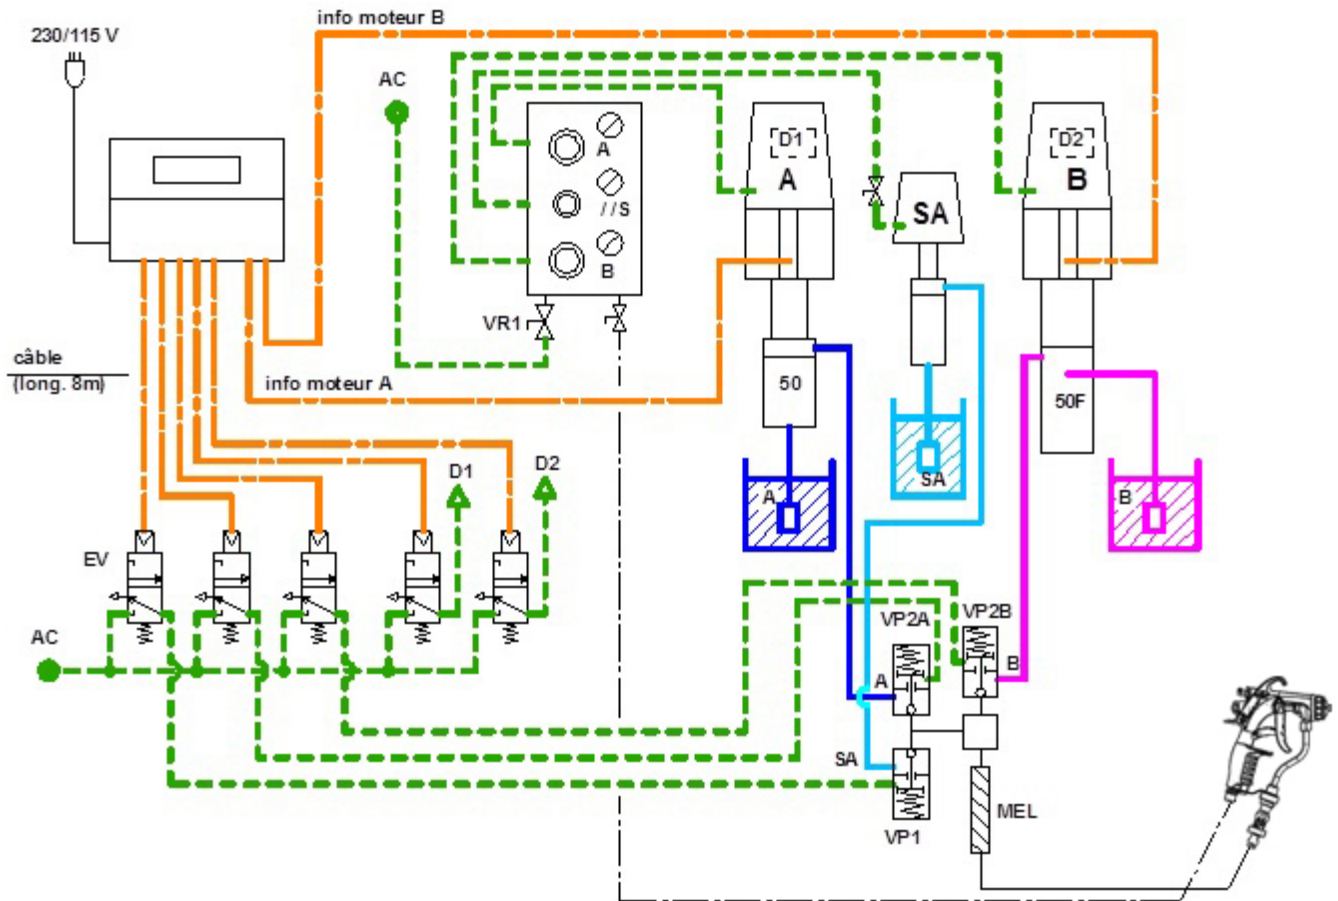 info moteur B
230/115 V
AC
A
//S
B
VR1
D1
A
SA
D2
B
câble
(long. 8m)
info moteur A
50
50F
A
SA
B
D1
D2
EV
AC
VP2A
VP2B
A
B
SA
VP1
MEL